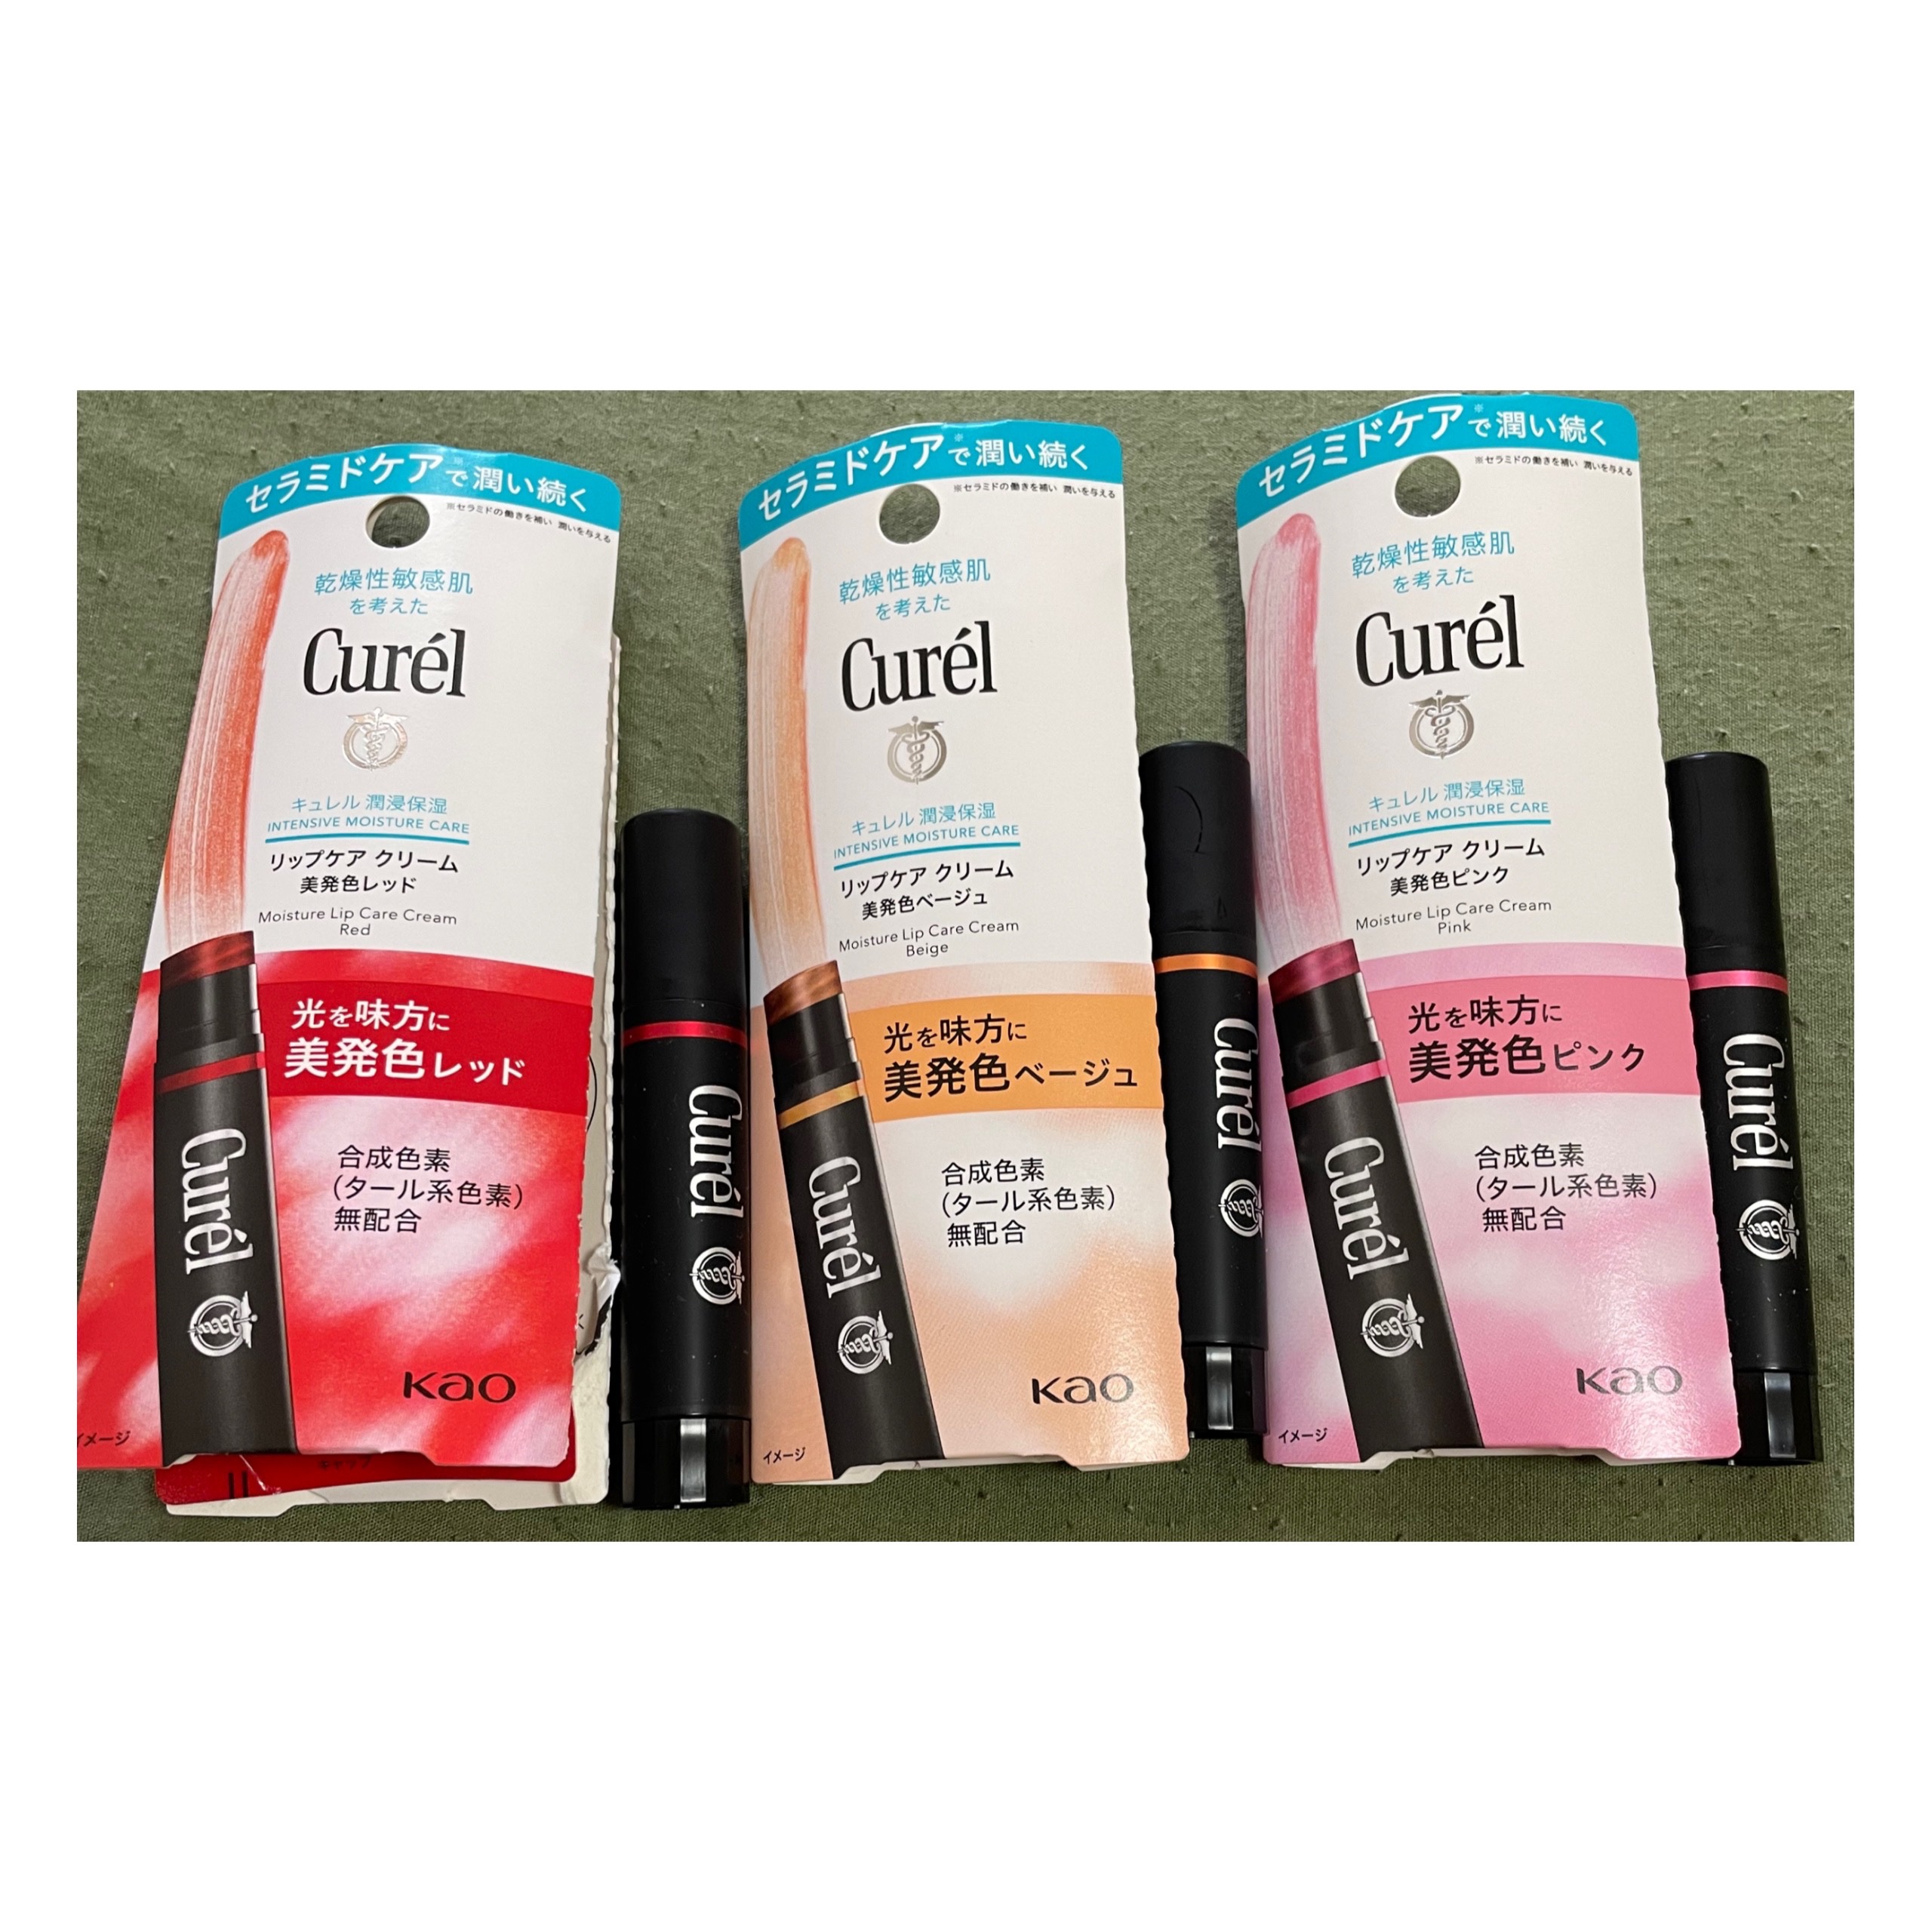 セラミドケア※で潤い続く
※セラミドの働きを補い 潤いを与える
乾燥性敏感肌
を考えた
Curél
キュレル 潤浸保湿
INTENSIVE MOISTURE CARE
リップケア クリーム
美発色レッド
Moisture Lip Care Cream
Red
光を味方に
美発色レッド
合成色素
(タール系色素)
無配合
Curél
Kao
イメージ
キャップ
Curél
セラミドケア※で潤い続く
※セラミドの働きを補い 潤いを与える
乾燥性敏感肌
を考えた
Curél
キュレル 潤浸保湿
INTENSIVE MOISTURE CARE
リップケア クリーム
美発色ベージュ
Moisture Lip Care Cream
Beige
光を味方に
美発色ベージュ
合成色素
(タール系色素)
無配合
Curél
Kao
イメージ
Curél
セラミドケア※で潤い続く
※セラミドの働きを補い 潤いを与える
乾燥性敏感肌
を考えた
Curél
キュレル 潤浸保湿
INTENSIVE MOISTURE CARE
リップケア クリーム
美発色ピンク
Moisture Lip Care Cream
Pink
光を味方に
美発色ピンク
合成色素
(タール系色素)
無配合
Curél
Kao
イメージ
Curél